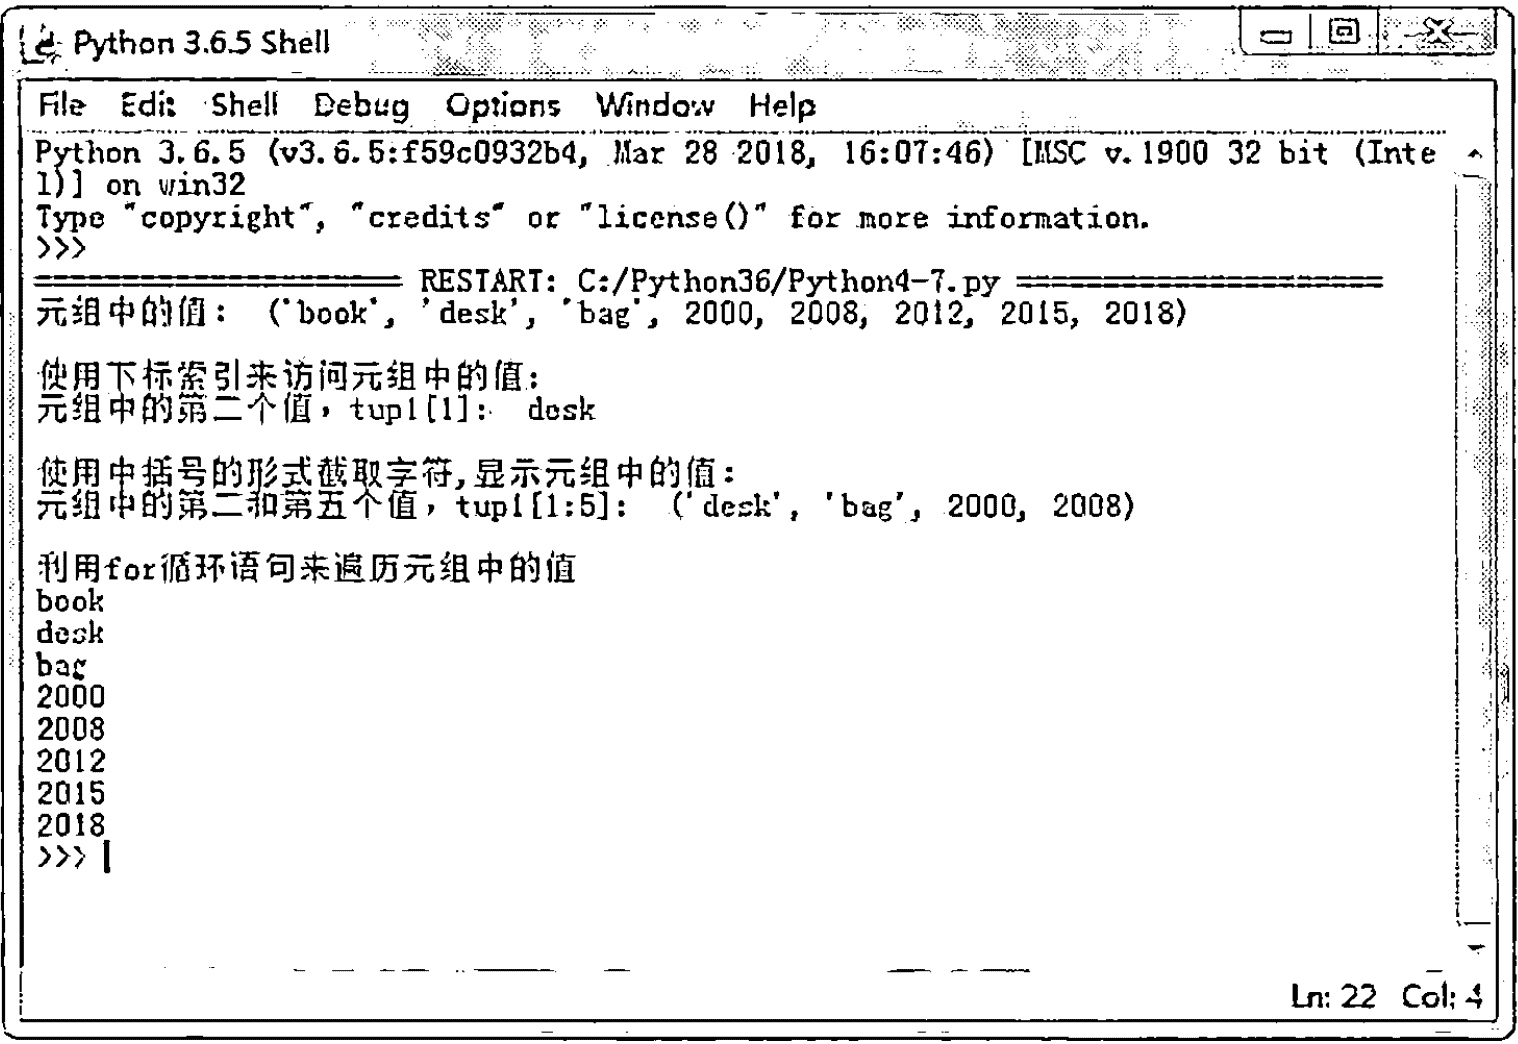 Python 3.6.5 Shell
File Edit Shell Debug Options Window Help
Python 3.6.5 (v3.6.5:f59c0932b4, Mar 28 2018, 16:07:46) [MSC v.1900 32 bit (Inte
l)] on win32
Type "copyright", "credits" or "license()" for more information.
>>>
===================== RESTART: C:/Python36/Python4-7.py =====================
元组中的值： ('book', 'desk', 'bag', 2000, 2008, 2012, 2015, 2018)
使用下标索引来访问元组中的值：
元组中的第二个值，tup1[1]: desk
使用中括号的形式截取字符,显示元组中的值：
元组中的第二和第五个值，tup1[1:5]: ('desk', 'bag', 2000, 2008)
利用for循环语句来遍历元组中的值
book
desk
bag
2000
2008
2012
2015
2018
>>>
Ln: 22 Col: 4